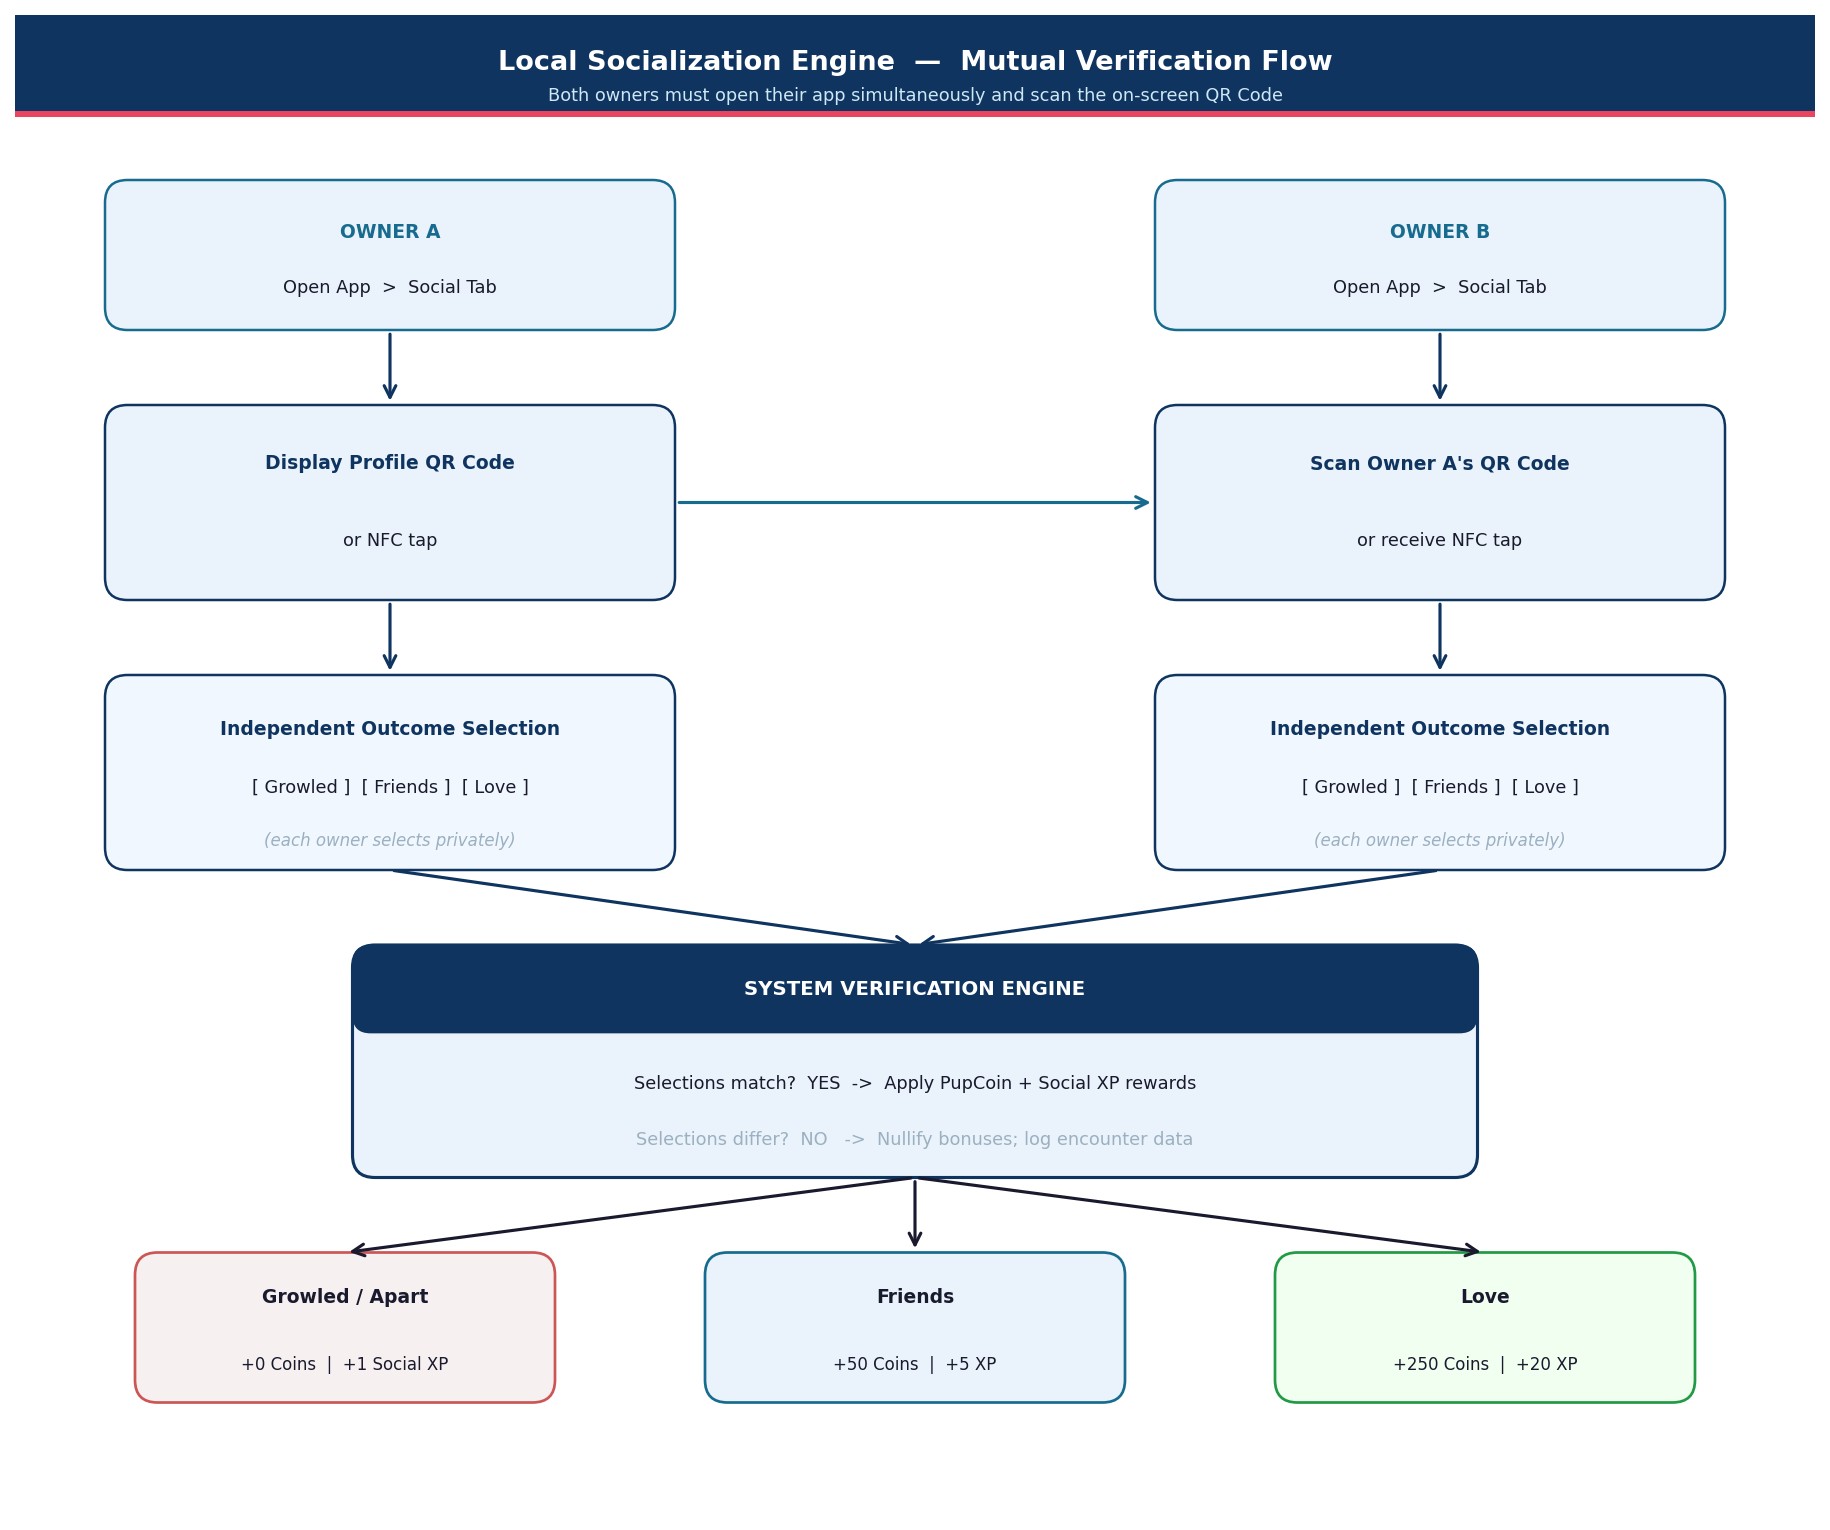 Local Socialization Engine — Mutual Verification Flow
Both owners must open their app simultaneously and scan the on-screen QR Code
OWNER A
Open App > Social Tab
OWNER B
Open App > Social Tab
Display Profile QR Code
or NFC tap
Scan Owner A's QR Code
or receive NFC tap
Independent Outcome Selection
[ Growled ] [ Friends ] [ Love ]
(each owner selects privately)
Independent Outcome Selection
[ Growled ] [ Friends ] [ Love ]
(each owner selects privately)
SYSTEM VERIFICATION ENGINE
Selections match? YES -> Apply PupCoin + Social XP rewards
Selections differ? NO -> Nullify bonuses; log encounter data
Growled / Apart
+0 Coins | +1 Social XP
Friends
+50 Coins | +5 XP
Love
+250 Coins | +20 XP